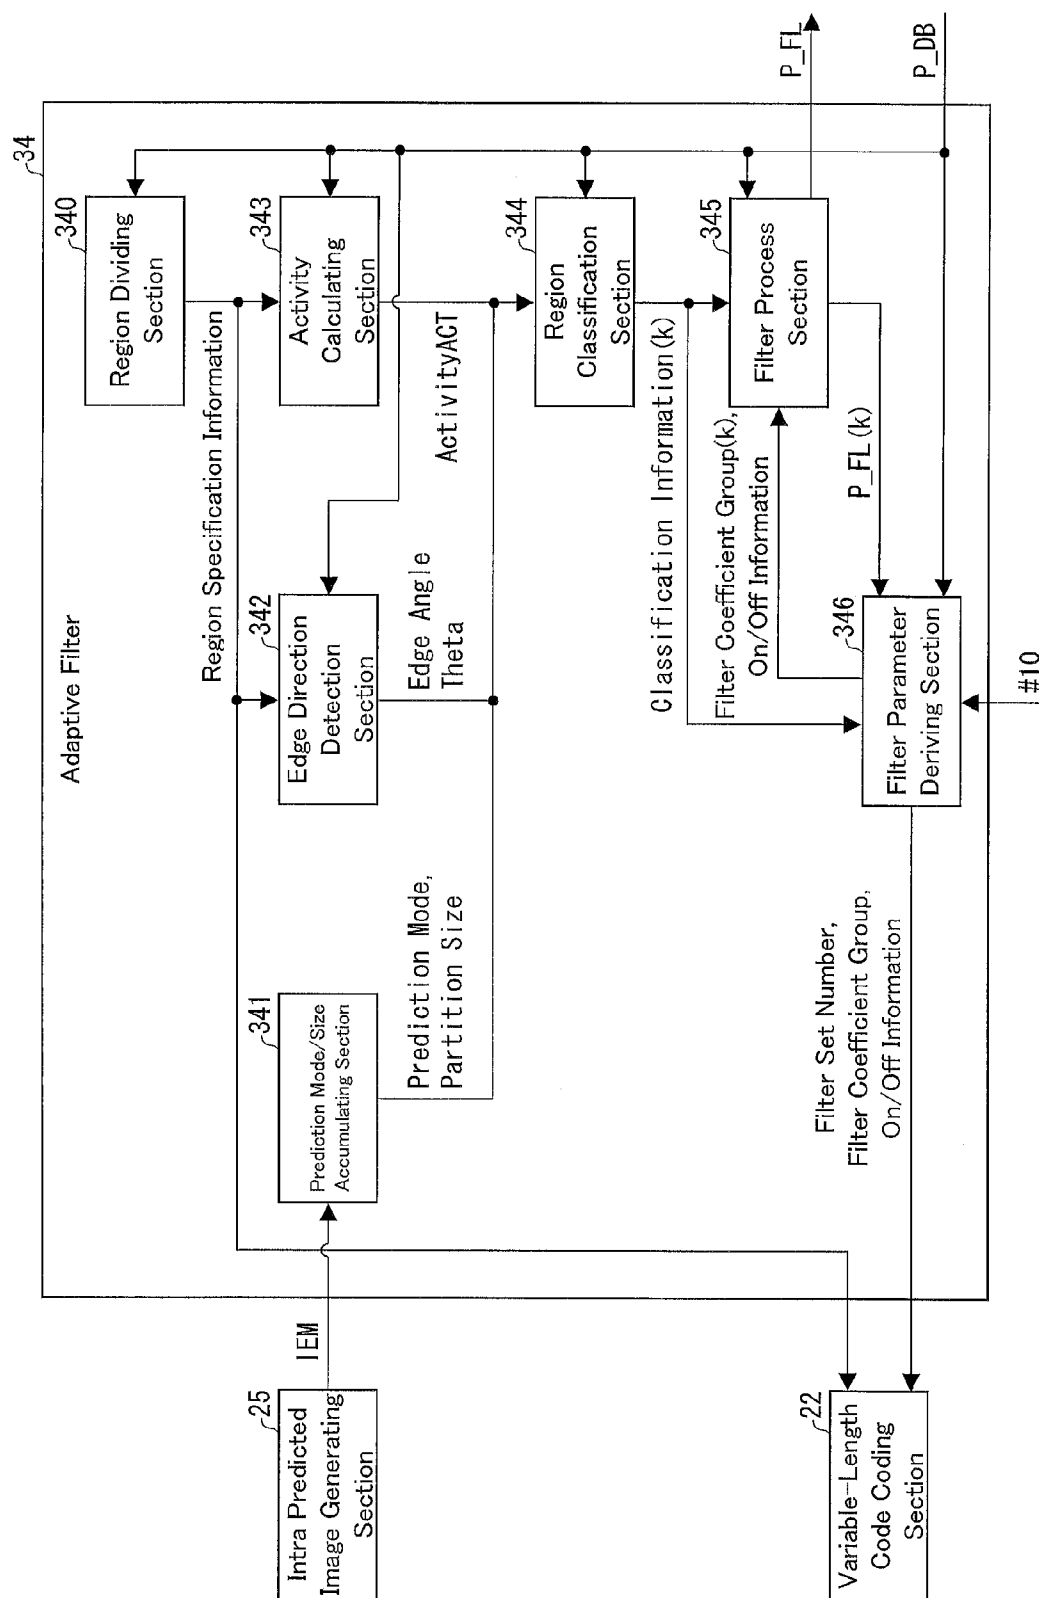 34
Adaptive Filter
340
Region Dividing
Section
Region Specification Information
343
Activity
Calculating
Section
ActivityACT
342
Edge Direction
Detection
Section
Edge Angle
Theta
341
Prediction Mode/Size
Accumulating Section
Prediction Mode,
Partition Size
25
Intra Predicted
Image Generating
Section
IEM
344
Region
Classification
Section
Classification Information(k)
345
Filter Process
Section
Filter Coefficient Group(k),
On/Off Information
P_FL(k)
346
Filter Parameter
Deriving Section
Filter Set Number,
Filter Coefficient Group,
On/Off Information
22
Variable-Length
Code Coding
Section
P_FL
P_DB
#10